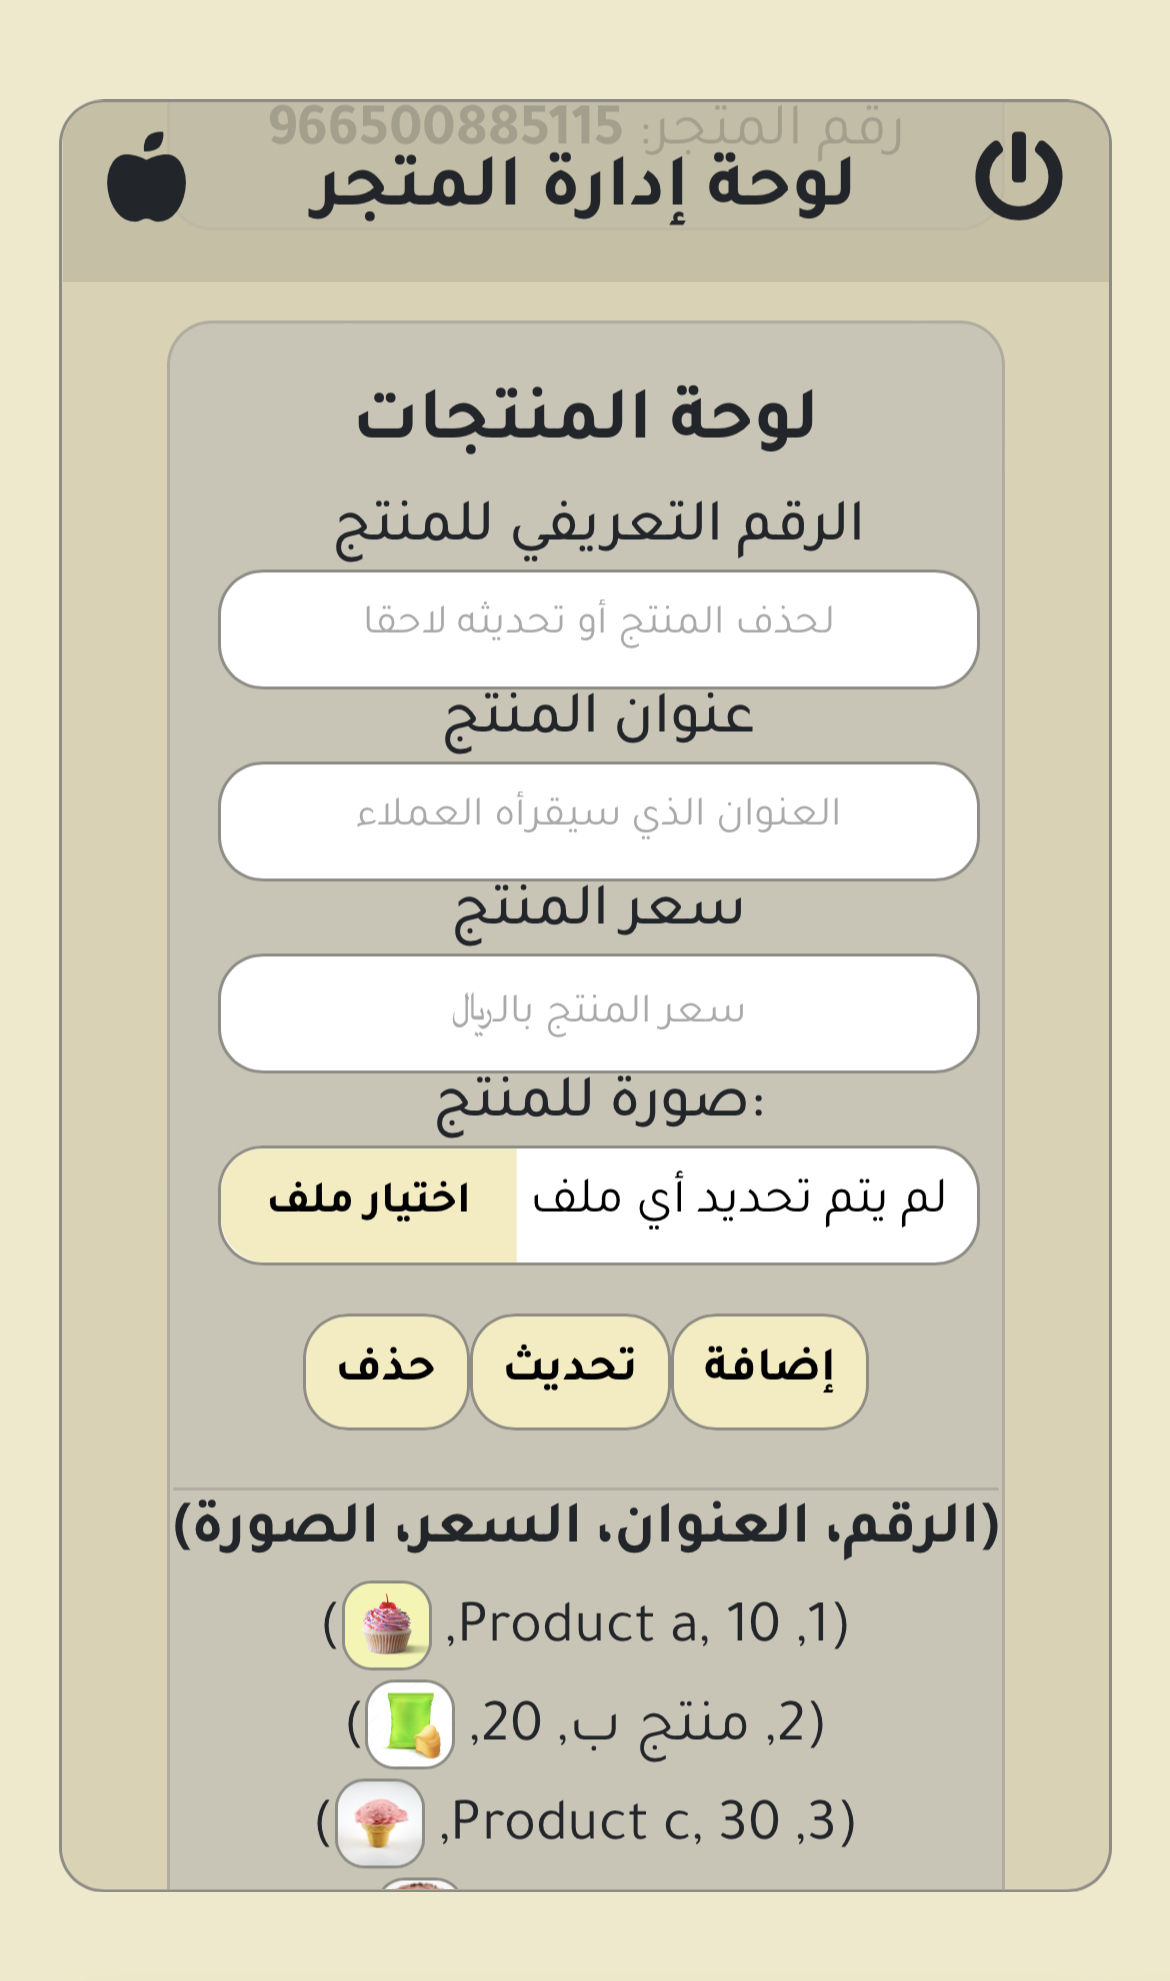 رقم المتجر: 966500885115
لوحة إدارة المتجر
لوحة المنتجات
الرقم التعريفي للمنتج
لحذف المنتج أو تحديثه لاحقا
عنوان المنتج
العنوان الذي سيقرأه العملاء
سعر المنتج
سعر المنتج بالريال
صورة للمنتج:
لم يتم تحديد أي ملف اختيار ملف
إضافة تحديث حذف
(الرقم، العنوان، السعر، الصورة)
(1, Product a, 10, )
(2, منتج ب, 20, )
(3, Product c, 30, )